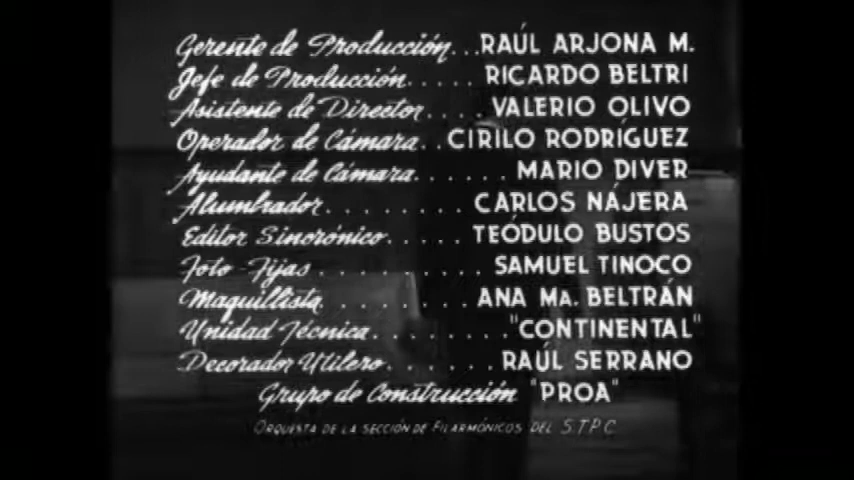 Gerente de Producción...RAÚL ARJONA M.
Jefe de Producción.....RICARDO BELTRI
Asistente de Director....VALERIO OLIVO
Operador de Cámara..CIRILO RODRÍGUEZ
Ayudante de Cámara......MARIO DIVER
Alumbrador........CARLOS NÁJERA
Editor Sincrónico.....TEÓDULO BUSTOS
Foto-Fijas.........SAMUEL TINOCO
Maquillista........ANA MA. BELTRÁN
Unidad Técnica........"CONTINENTAL"
Decorador Utilero......RAÚL SERRANO
Grupo de Construcción "PROA"
ORQUESTA DE LA SECCIÓN DE FILARMÓNICOS DEL S.T.P.C.